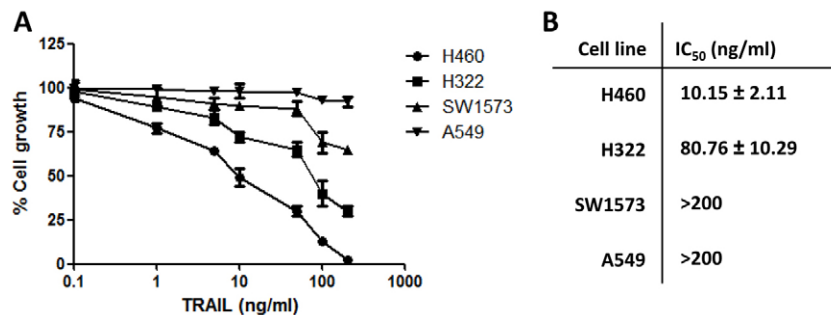 A
125
100
75
50
25
0
% Cell growth
0.1
1
10
100
1000
TRAIL (ng/ml)
H460
H322
SW1573
A549
B
Cell line IC50 (ng/ml)
H460 10.15 ± 2.11
H322 80.76 ± 10.29
SW1573 >200
A549 >200